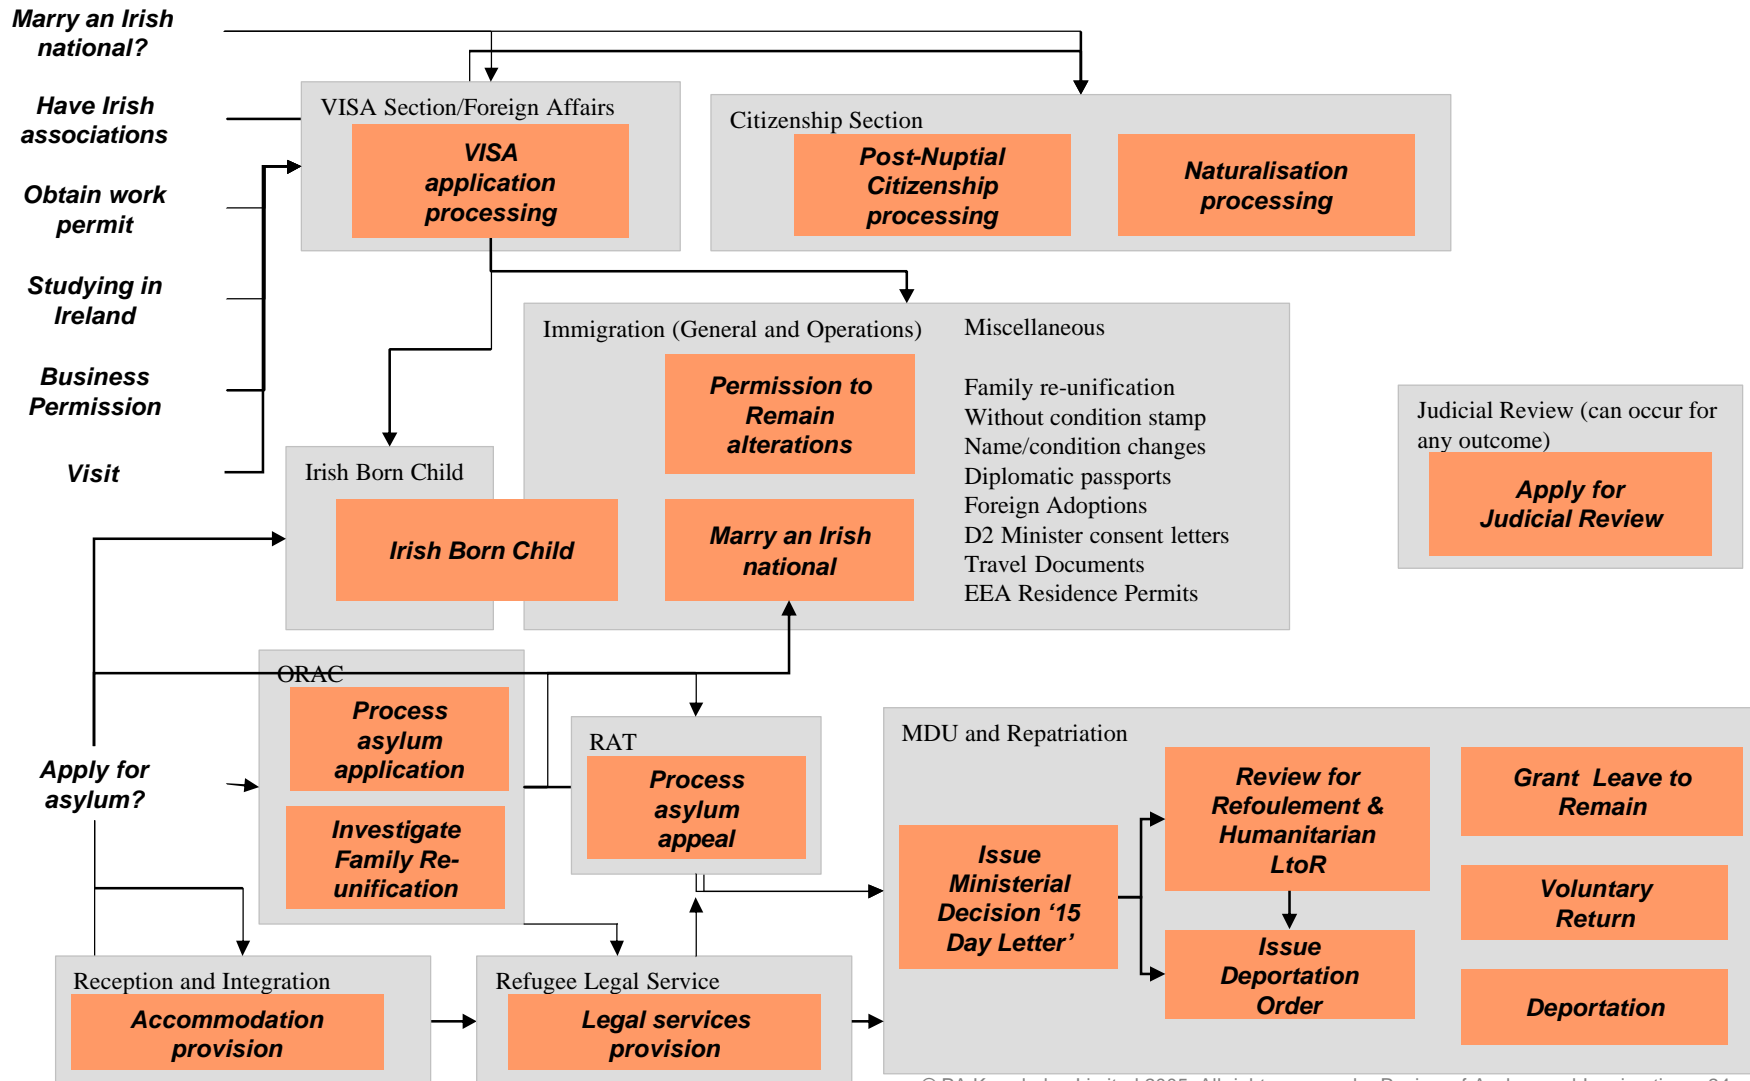 Marry an Irish
national?
Have Irish
associations
Obtain work
permit
Studying in
Ireland
Business
Permission
Visit
VISA Section/Foreign Affairs
VISA
application
processing
Citizenship Section
Post-Nuptial
Citizenship
processing
Naturalisation
processing
Immigration (General and Operations)
Permission to
Remain
alterations
Marry an Irish
national
Miscellaneous
Family re-unification
Without condition stamp
Name/condition changes
Diplomatic passports
Foreign Adoptions
D2 Minister consent letters
Travel Documents
EEA Residence Permits
Judicial Review (can occur for
any outcome)
Apply for
Judicial Review
Irish Born Child
Irish Born Child
Apply for
asylum?
ORAC
Process
asylum
application
Investigate
Family Re-
unification
RAT
Process
asylum
appeal
MDU and Repatriation
Issue
Ministerial
Decision ‘15
Day Letter’
Review for
Refoulement &
Humanitarian
LtoR
Issue
Deportation
Order
Grant Leave to
Remain
Voluntary
Return
Deportation
Reception and Integration
Accommodation
provision
Refugee Legal Service
Legal services
provision